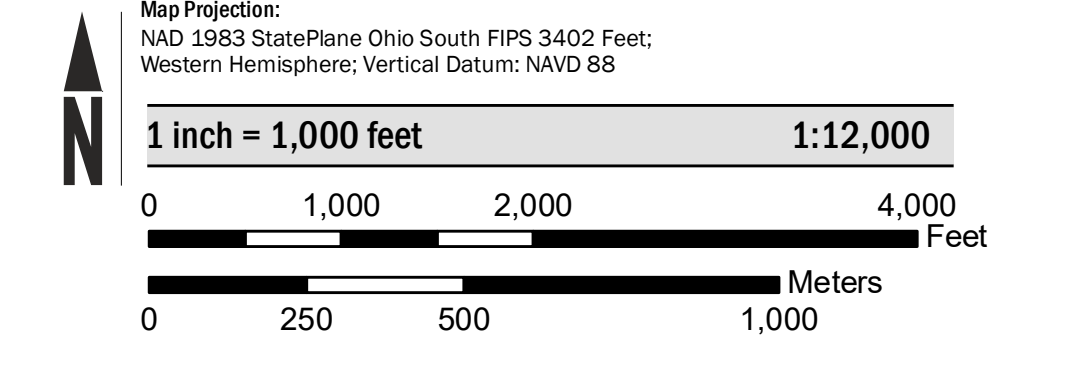 Map Projection:
NAD 1983 StatePlane Ohio South FIPS 3402 Feet;
Western Hemisphere; Vertical Datum: NAVD 88
N
1 inch = 1,000 feet 1:12,000
0 1,000 2,000 4,000
Feet
Meters
0 250 500 1,000